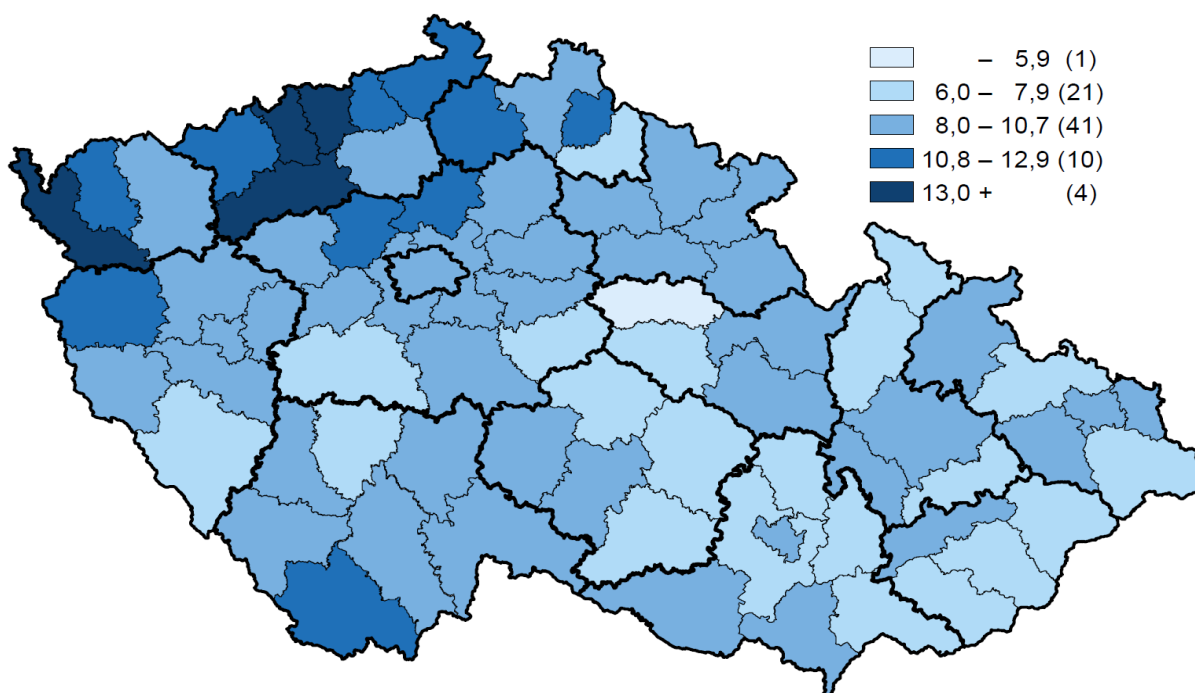 – 5,9 (1)
6,0 – 7,9 (21)
8,0 – 10,7 (41)
10,8 – 12,9 (10)
13,0 + (4)